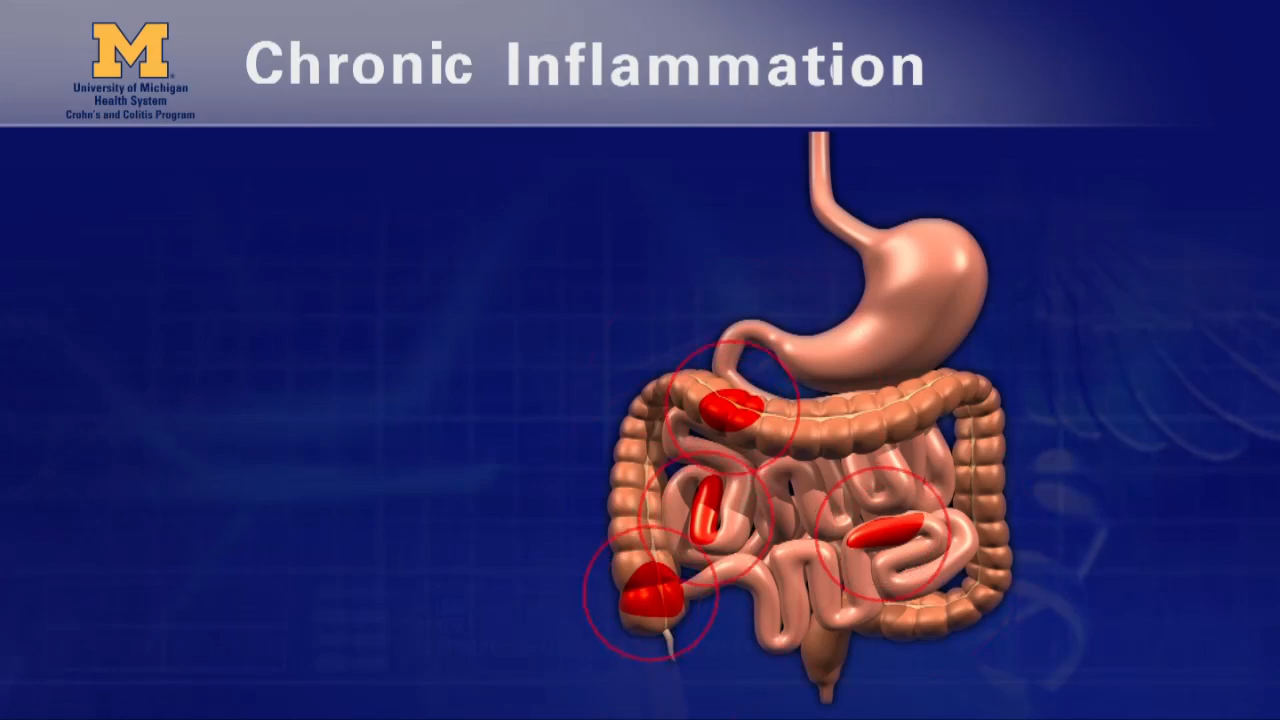 M
University of Michigan
Health System
Crohn's and Colitis Program
Chronic Inflammation